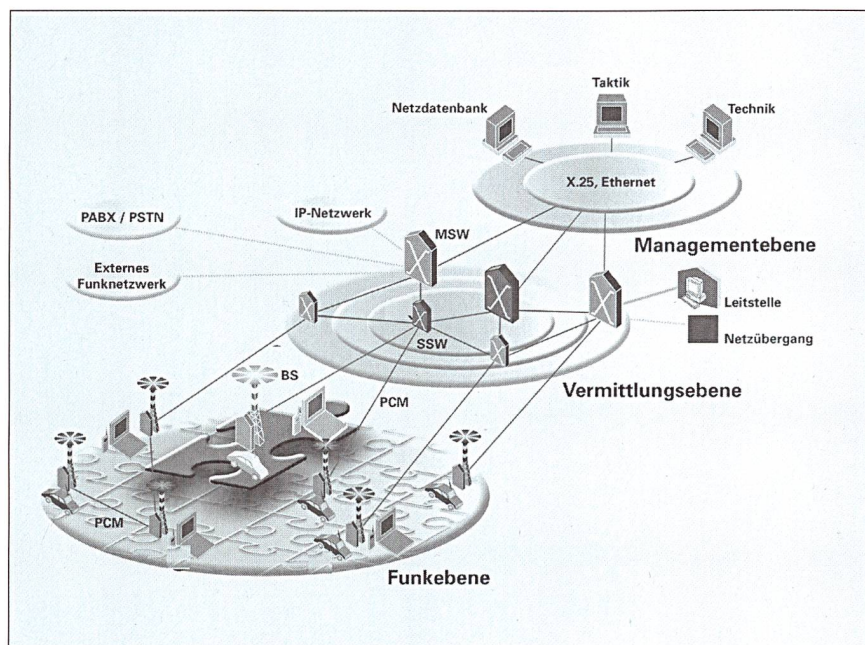 Taktik
Netzdatenbank
Technik
X.25, Ethernet
Managementebene
PABX / PSTN
IP-Netzwerk
MSW
Externes
Funknetzwerk
Leitstelle
SSW
Netzübergang
BS
Vermittlungsebene
PCM
PCM
Funkebene